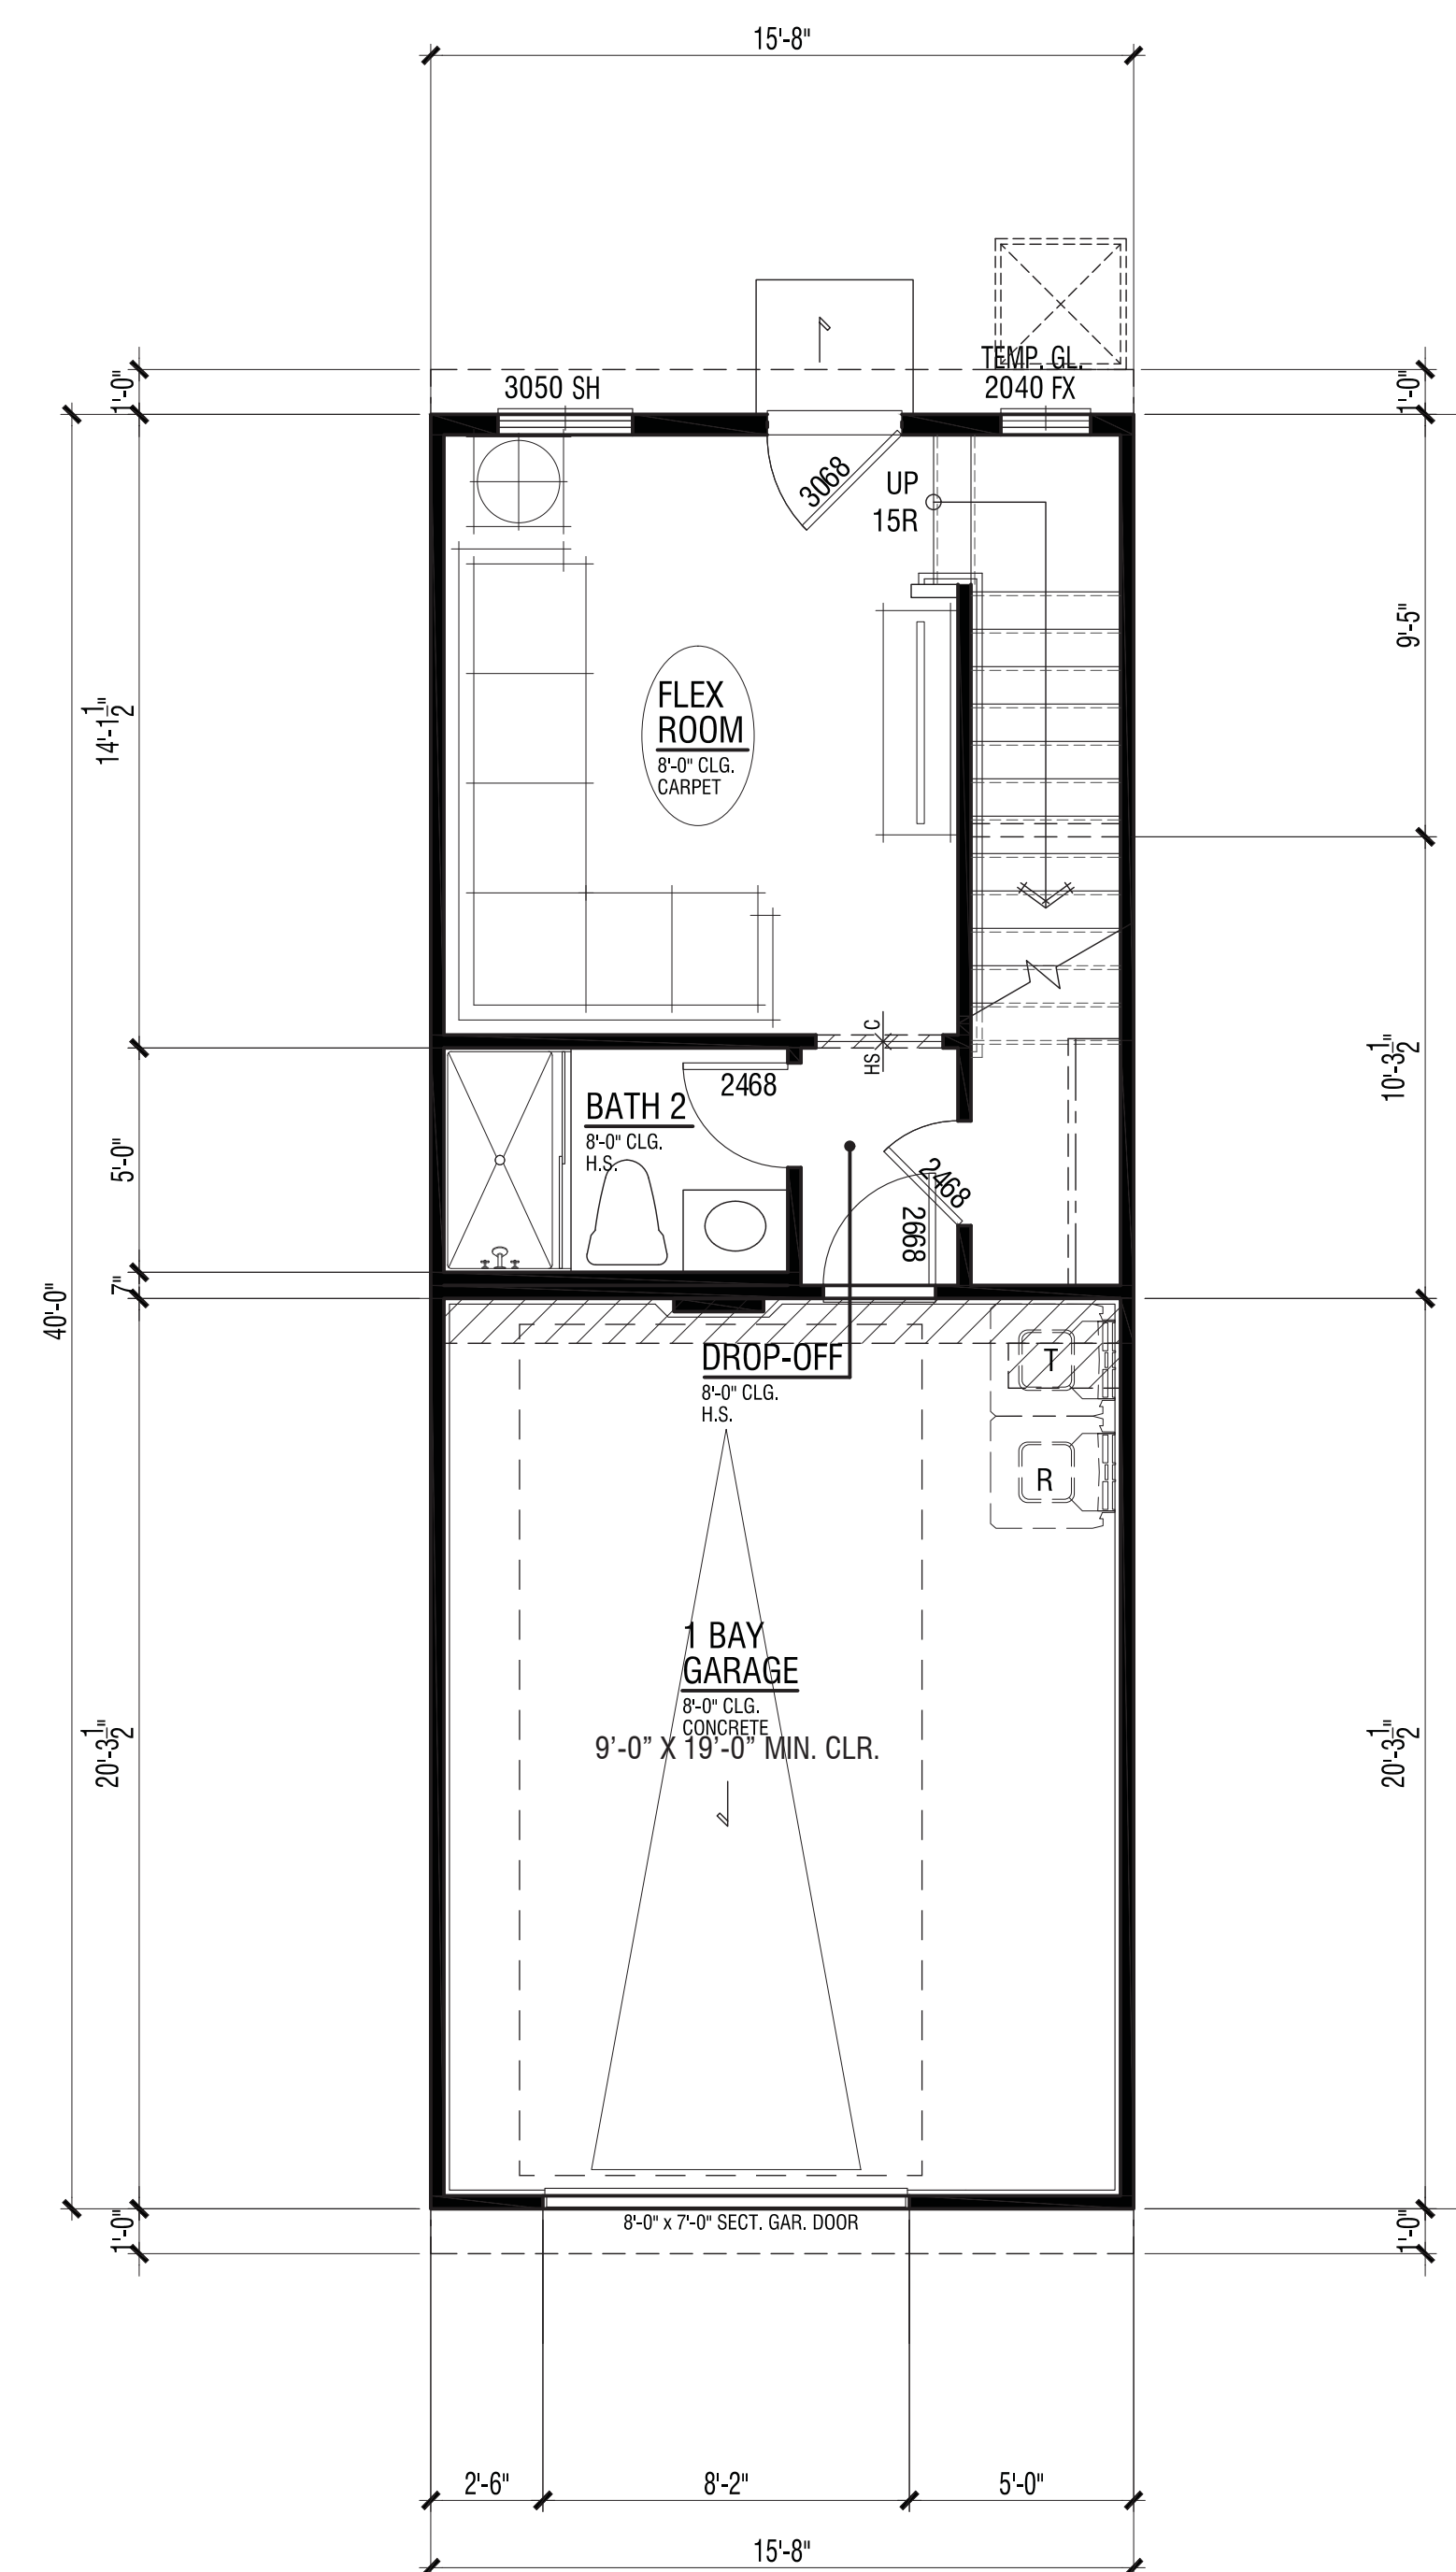 15'-8"
TEMP. GL.
3050 SH
2040 FX
1'-0"
1'-0"
3068
UP
15R
9'-5"
FLEX
ROOM
8'-0" CLG.
CARPET
14'-1 1/2"
HS
C
10'-3 1/2"
2468
BATH 2
8'-0" CLG.
H.S.
5'-0"
2468
2668
7"
40'-0"
DROP-OFF
8'-0" CLG.
H.S.
T
R
1 BAY
GARAGE
8'-0" CLG.
CONCRETE
9’-0” X 19’-0” MIN. CLR.
20'-3 1/2"
20'-3 1/2"
8'-0" x 7'-0" SECT. GAR. DOOR
1'-0"
1'-0"
2'-6"
8'-2"
5'-0"
15'-8"